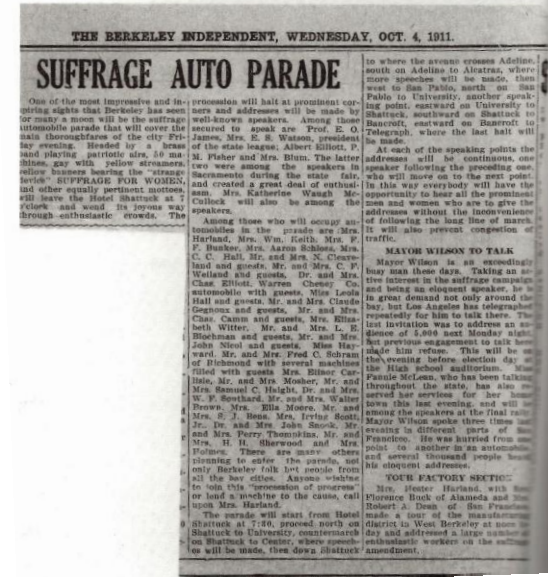 THE BERKELEY INDEPENDENT, WEDNESDAY, OCT. 4, 1911.
SUFFRAGE AUTO PARADE
One of the most impressive and in-
spiring sights that Berkeley has seen
for many a moon will be the suffrage
automobile parade that will cover the
main thoroughfares of the city Fri-
day evening. Headed by a brass
band playing patriotic airs, 50 ma-
chines, gay with yellow streamers,
yellow banners bearing the "strange
device" SUFFRAGE FOR WOMEN,
and other equally pertinent mottoes,
will leave the Hotel Shattuck at 7
o'clock and wend its joyous way
through enthusiastic crowds. The
procession will halt at prominent cor-
ners and addresses will be made by
well-known speakers. Among those
secured to speak are Prof. E. O.
James, Mrs. E. S. Watson, president
of the state league; Albert Elliott, P.
M. Fisher and Mrs. Blum. The latter
two were among the speakers in
Sacramento during the state fair,
and created a great deal of enthusi-
asm. Mrs. Katherine Waugh Mc-
Cullock will also be among the
speakers.
Among those who will occupy au-
tomobiles in the parade are Mrs.
Harland, Mrs. Wm. Keith, Mrs. F.
F. Bunker, Mrs. Aaron Schloss, Mrs.
C. C. Hall, Mr. and Mrs. N. Cleave-
land and guests, Mr. and Mrs. C. F.
Weiland and guests, Dr. and Mrs.
Chas. Elliott, Warren Cheney Co.
automobile with guests, Miss Leola
Hall and guests, Mr. and Mrs. Claude
Gegnoux and guests, Mr. and Mrs.
Chas. Camm and guests, Mrs. Eliza-
beth Witter, Mr. and Mrs. L. E.
Blochman and guests, Mr. and Mrs.
John Nicol and guests, Miss Hay-
ward, Mr. and Mrs. Fred C. Schram
of Richmond with several machines
filled with guests Mrs. Elinor Car-
lisle, Mr. and Mrs. Mosher, Mr. and
Mrs. Samuel C. Haight, Dr. and Mrs.
W. F. Southard, Mr. and Mrs. Walter
Brown, Mrs. Ella Moore, Mr. and
Mrs. S. J. Sens, Mrs. Irving Scott,
Jr., Dr. and Mrs. John Snook, Mr.
and Mrs. Perry Thompkins, Mr. and
Mrs. H. H. Sherwood and Mrs.
Holmes. There are many others
planning to enter the parade, not
only Berkeley folk but people from
all the bay cities. Anyone wishing
to join this "procession of progress"
or lend a machine to the cause, call
upon Mrs. Harland.
The parade will start from Hotel
Shattuck at 7:30, proceed north on
Shattuck to University, countermarch
on Shattuck to Center, where speech-
es will be made, then down Shattuck
to where the avenue crosses Adeline,
south on Adeline to Alcatras, where
more speeches will be made, then
west to San Pablo, north on San
Pablo to University, another speak-
ing point, eastward on University to
Shattuck, southward on Shattuck to
Bancroft, eastward on Bancroft to
Telegraph, where the last halt will
be made.
At each of the speaking points the
addresses will be continuous, one
speaker following the preceding one
who will move on to the next point.
In this way everybody will have the
opportunity to hear all the prominent
men and women who are to give the
addresses without the inconvenience
of following the long line of march.
It will also prevent congestion of
traffic.
MAYOR WILSON TO TALK
Mayor Wilson is an exceedingly
busy man these days. Taking an ac-
tive interest in the suffrage campaign
and being an eloquent speaker, he is
in great demand not only around the
bay, but Los Angeles has telegraphed
repeatedly for him to talk there. The
last invitation was to address an au-
dience of 5,000 next Monday night,
but previous engagement to talk here
made him refuse. This will be on
the evening before election day at
the High school auditorium. Miss
Fannie McLean, who has been talking
throughout the state, has also re-
served her services for her home
town this last evening, and will be
among the speakers at the final rally.
Mayor Wilson spoke three times last
evening in different parts of San
Francisco. He was hurried from one
point to another in an automobile
and several thousand people heard
his eloquent addresses.
TOUR FACTORY SECTION
Mrs. Hester Harland, with
Florence Buck of Alameda and
Robert A. Dean of San Francisco
made a tour of the manufacturing
district in West Berkeley at noon
day and addressed a large number of
enthusiastic workers on the suffrage
amendment.